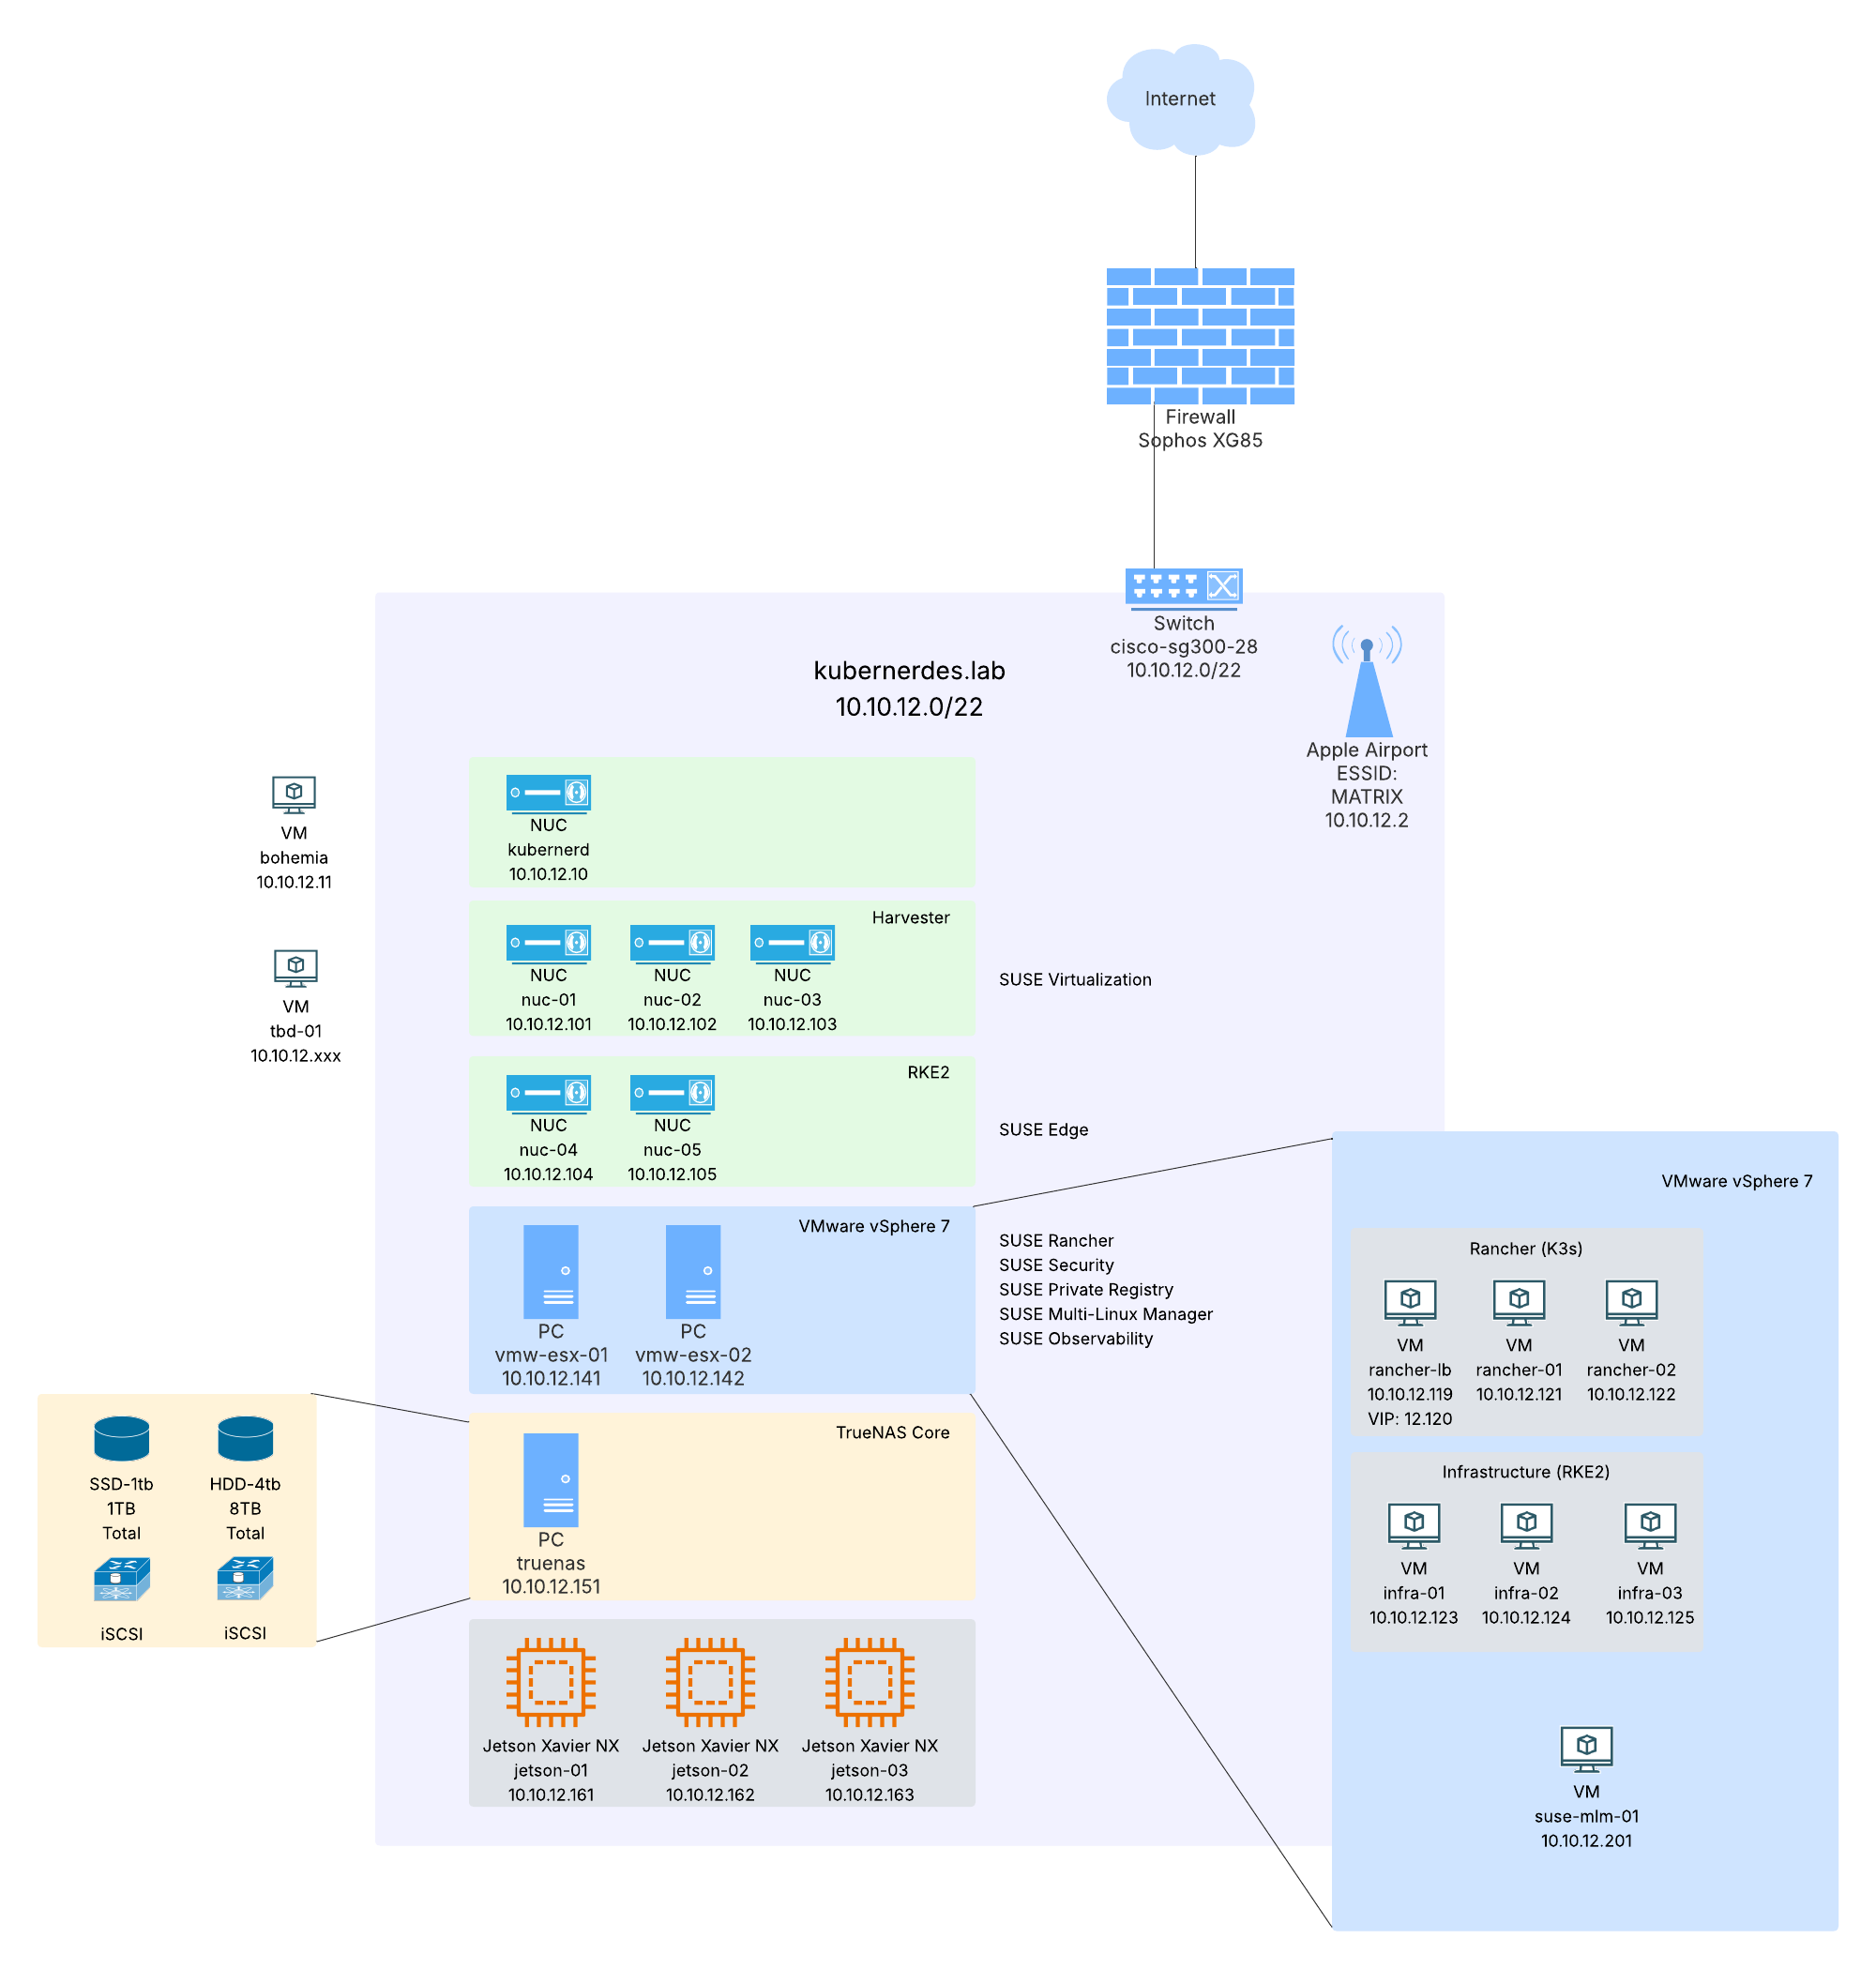 Internet
Firewall
Sophos XG85
Switch
cisco-sg300-28
10.10.12.0/22
kubernerdes.lab
10.10.12.0/22
Apple Airport
ESSID:
MATRIX
10.10.12.2
VM
bohemia
10.10.12.11
VM
tbd-01
10.10.12.xxx
NUC
kubernerd
10.10.12.10
Harvester
NUC
nuc-01
10.10.12.101
NUC
nuc-02
10.10.12.102
NUC
nuc-03
10.10.12.103
SUSE Virtualization
RKE2
NUC
nuc-04
10.10.12.104
NUC
nuc-05
10.10.12.105
SUSE Edge
VMware vSphere 7
PC
vmw-esx-01
10.10.12.141
PC
vmw-esx-02
10.10.12.142
SUSE Rancher
SUSE Security
SUSE Private Registry
SUSE Multi-Linux Manager
SUSE Observability
VMware vSphere 7
Rancher (K3s)
VM
rancher-lb
10.10.12.119
VIP: 12.120
VM
rancher-01
10.10.12.121
VM
rancher-02
10.10.12.122
Infrastructure (RKE2)
VM
infra-01
10.10.12.123
VM
infra-02
10.10.12.124
VM
infra-03
10.10.12.125
VM
suse-mlm-01
10.10.12.201
SSD-1tb
1TB
Total
iSCSI
HDD-4tb
8TB
Total
iSCSI
TrueNAS Core
PC
truenas
10.10.12.151
Jetson Xavier NX
jetson-01
10.10.12.161
Jetson Xavier NX
jetson-02
10.10.12.162
Jetson Xavier NX
jetson-03
10.10.12.163